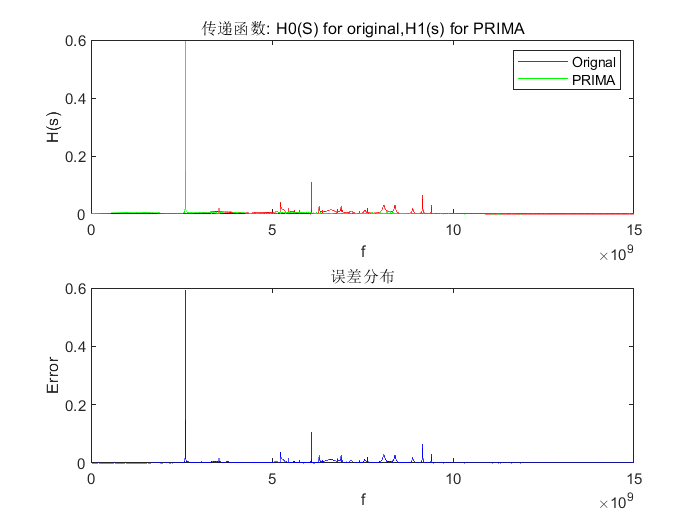 传递函数: H0(S) for original,H1(s) for PRIMA
0.6
0.4
0.2
0
H(s)
Orignal
PRIMA
0 5 10 15
f
×10^9
误差分布
0.6
0.4
0.2
0
Error
0 5 10 15
f
×10^9